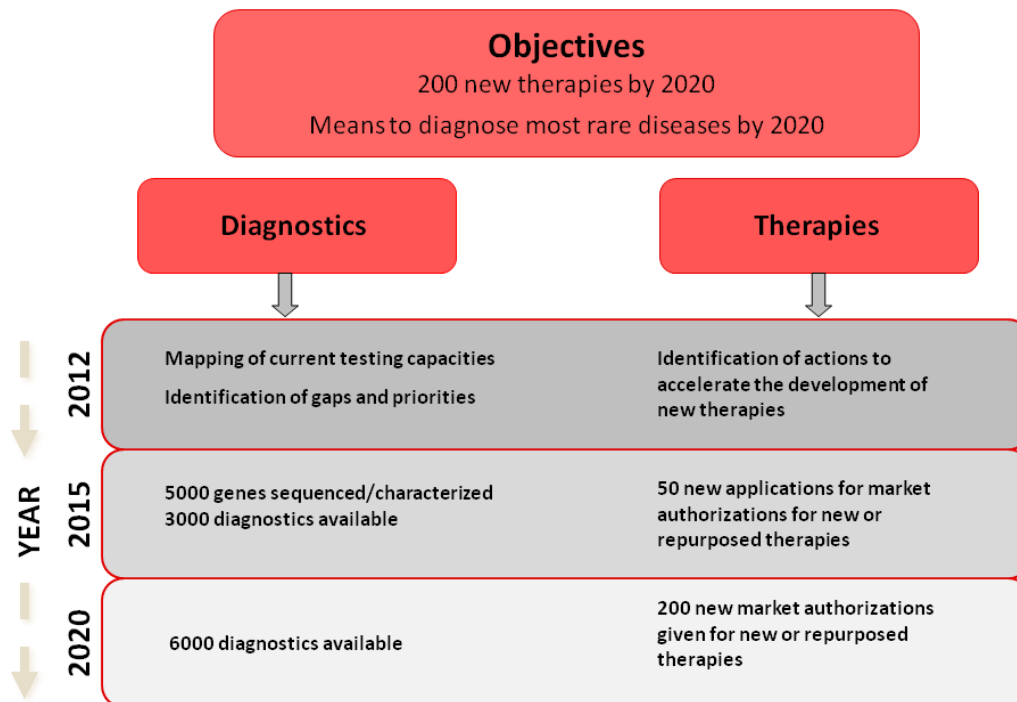 Objectives
200 new therapies by 2020
Means to diagnose most rare diseases by 2020
Diagnostics
Therapies
YEAR
2012
Mapping of current testing capacities
Identification of gaps and priorities
Identification of actions to
accelerate the development of
new therapies
2015
5000 genes sequenced/characterized
3000 diagnostics available
50 new applications for market
authorizations for new or
repurposed therapies
2020
6000 diagnostics available
200 new market authorizations
given for new or repurposed
therapies